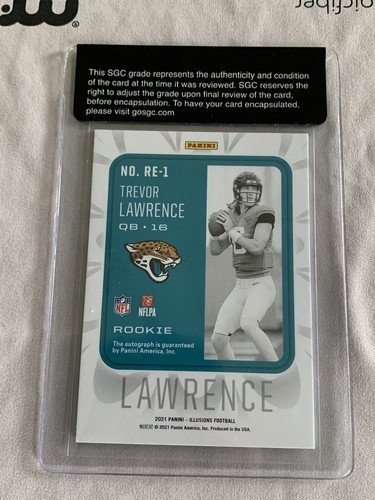 This SGC grade represents the authenticity and condition
of the card at the time it was reviewed. SGC reserves the
right to adjust the grade upon final review of the card,
before encapsulation. To have your card encapsulated,
please visit gosgc.com
PANINI
NO. RE-1
TREVOR
LAWRENCE
QB • 16
NFL
NFLPA
ROOKIE
The autograph is guaranteed
by Panini America, Inc.
LAWRENCE
2021 PANINI – ILLUSIONS FOOTBALL
© 2021 Panini America, Inc. Produced in the USA.